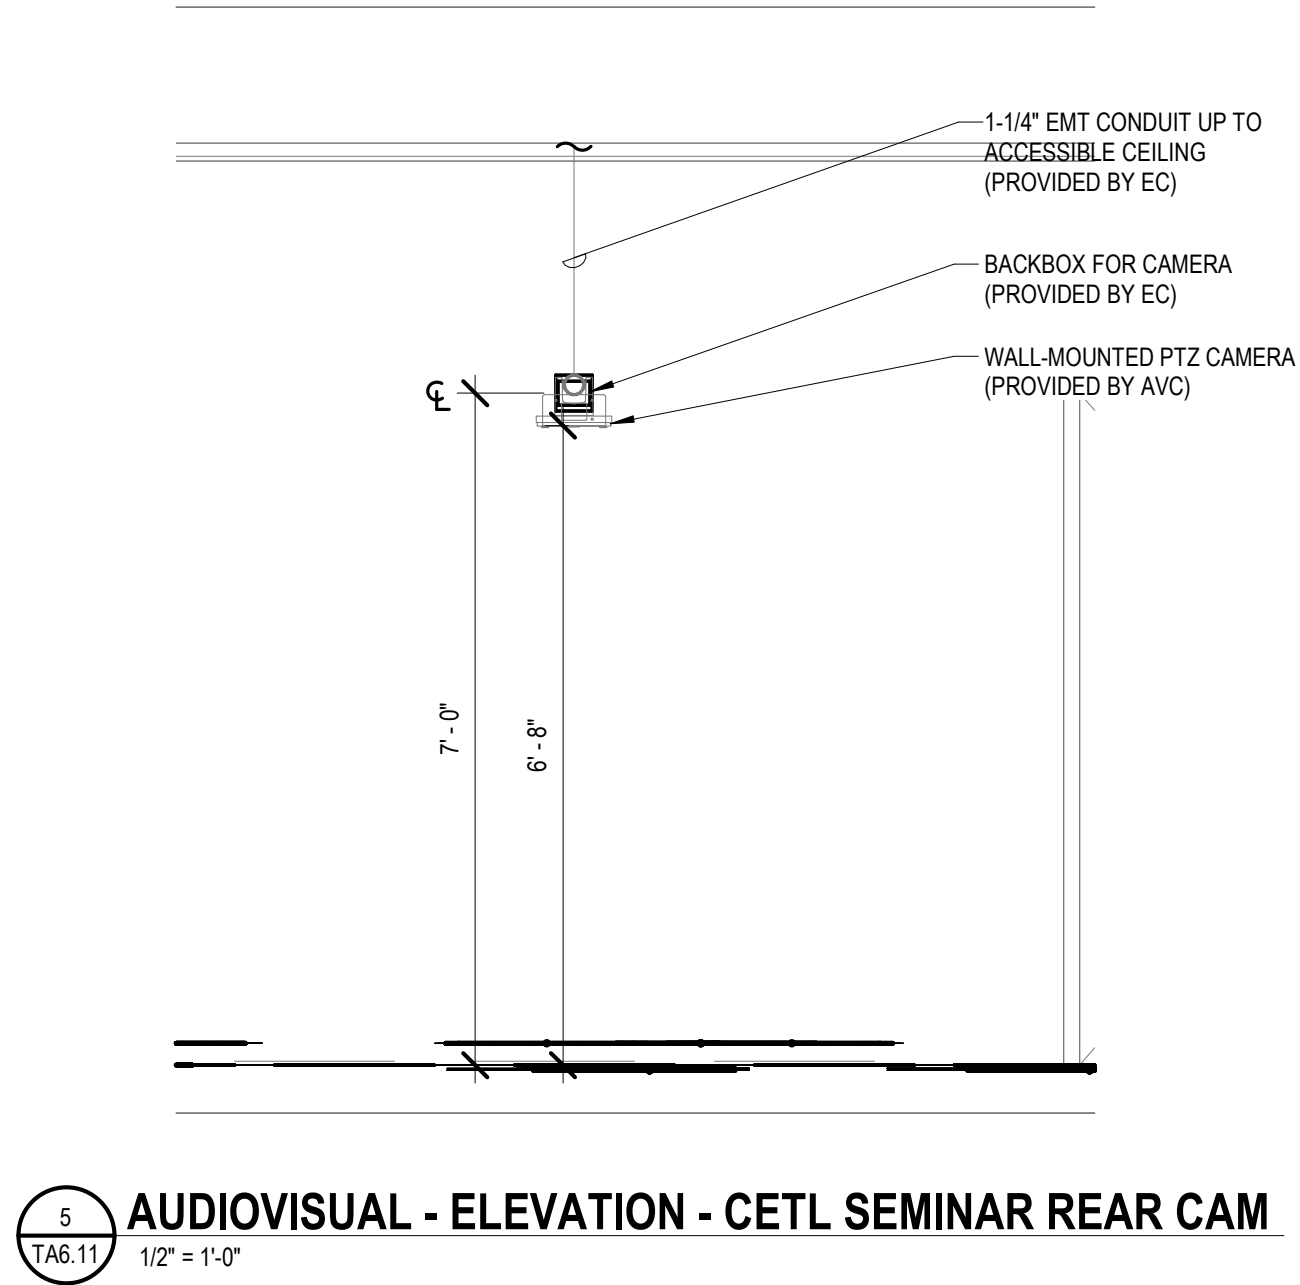 1-1/4" EMT CONDUIT UP TO
ACCESSIBLE CEILING
(PROVIDED BY EC)
BACKBOX FOR CAMERA
(PROVIDED BY EC)
WALL-MOUNTED PTZ CAMERA
(PROVIDED BY AVC)
CL
7' - 0"
6' - 8"
5
TA6.11
AUDIOVISUAL - ELEVATION - CETL SEMINAR REAR CAM
1/2" = 1'-0"